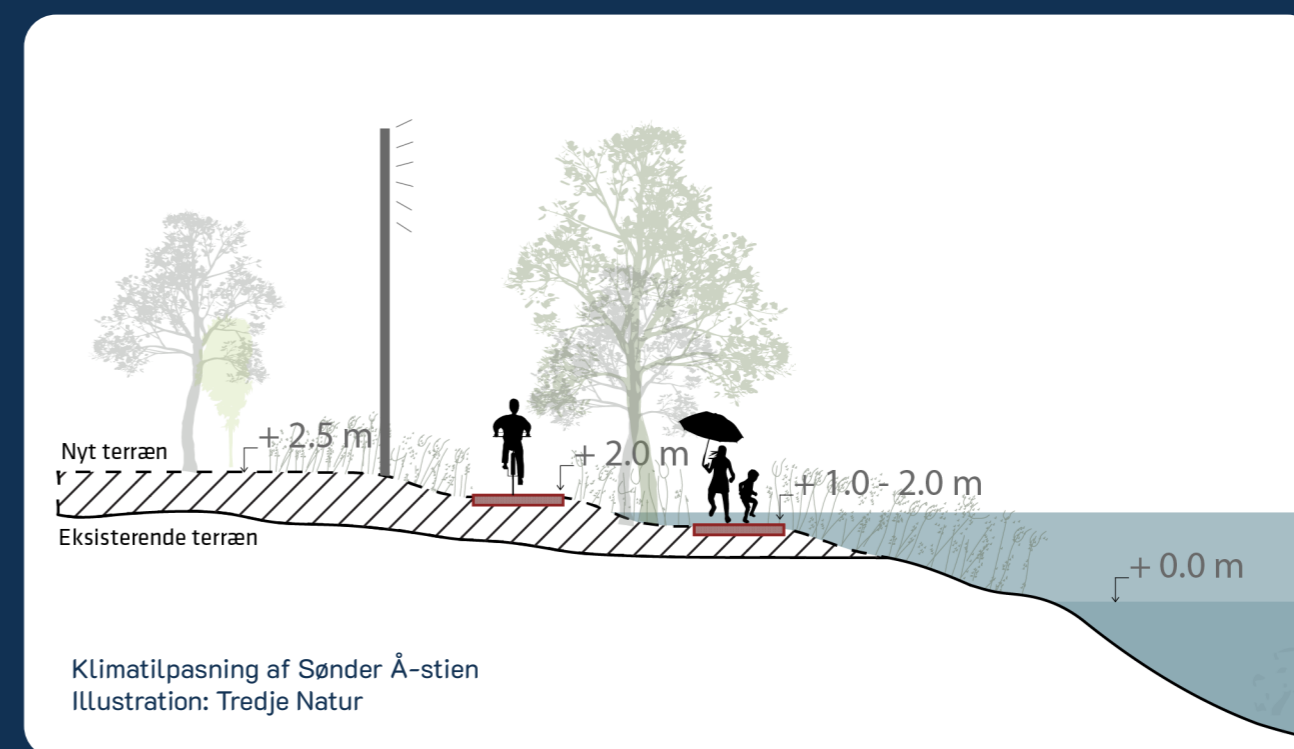 + 2.5 m
Nyt terræn
+ 2.0 m
+ 1.0 - 2.0 m
Eksisterende terræn
+ 0.0 m
Klimatilpasning af Sønder Å-stien
Illustration: Tredje Natur